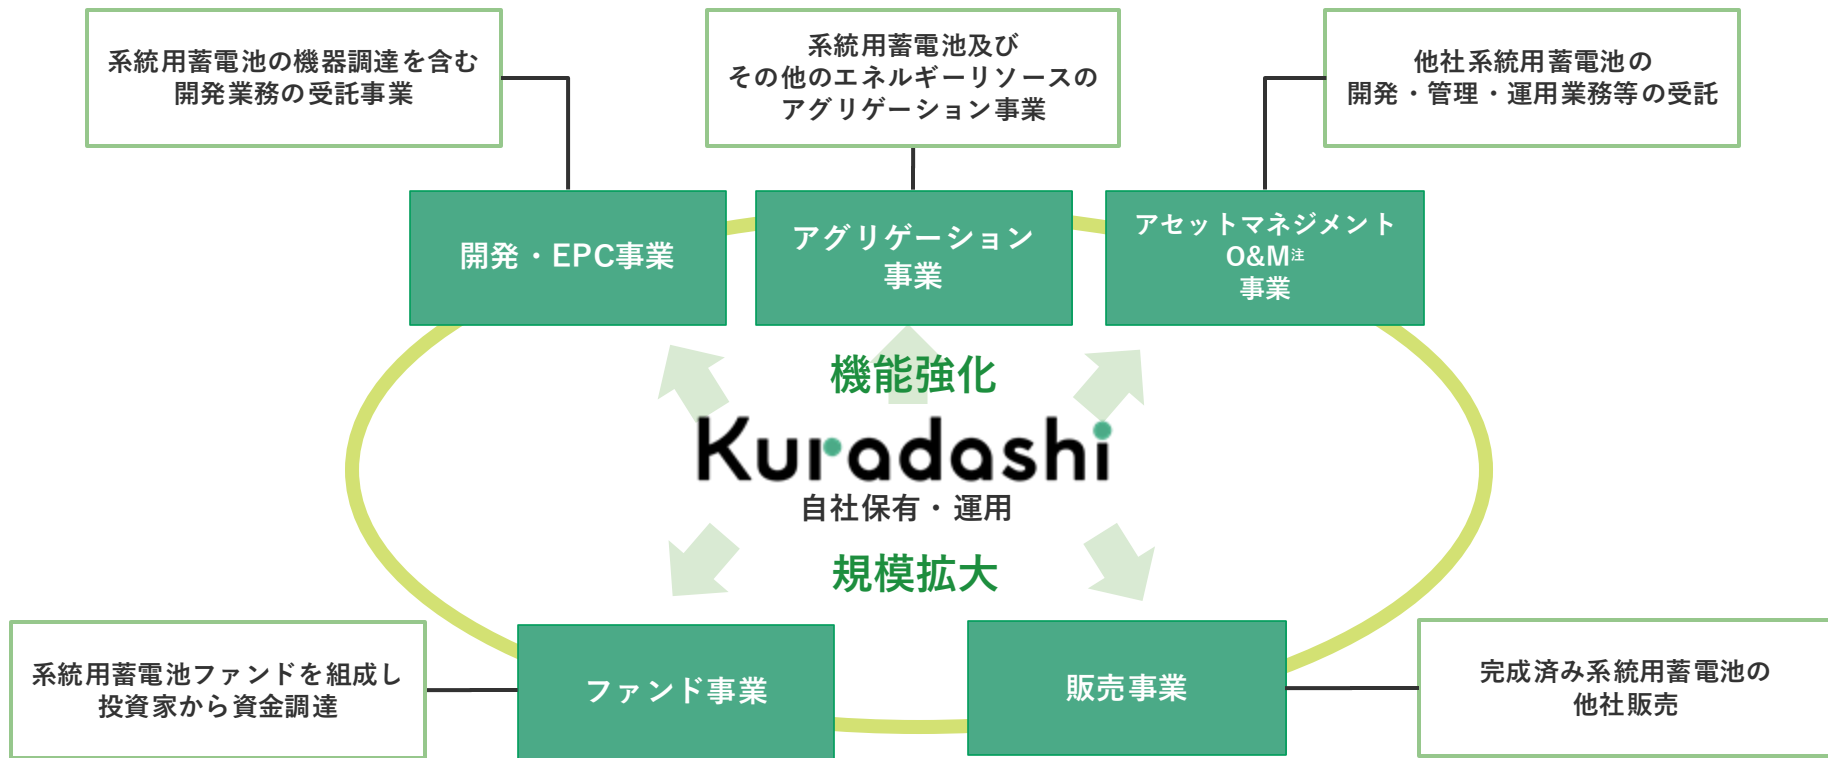 系統用蓄電池の機器調達を含む
開発業務の受託事業
系統用蓄電池及び
その他のエネルギーリソースの
アグリゲーション事業
他社系統用蓄電池の
開発・管理・運用業務等の受託
開発・EPC事業
アグリゲーション
事業
アセットマネジメント
O&M注
事業
機能強化
Kuradashi
自社保有・運用
規模拡大
系統用蓄電池ファンドを組成し
投資家から資金調達
ファンド事業
販売事業
完成済み系統用蓄電池の
他社販売